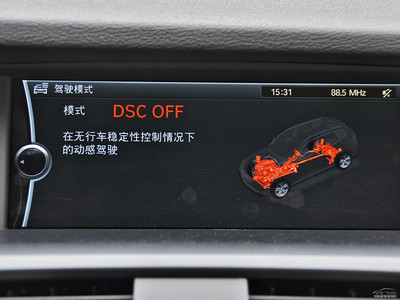 驾驶模式
15:31
88.5 MHz
模式 DSC OFF
在无行车稳定性控制情况下
的动感驾驶